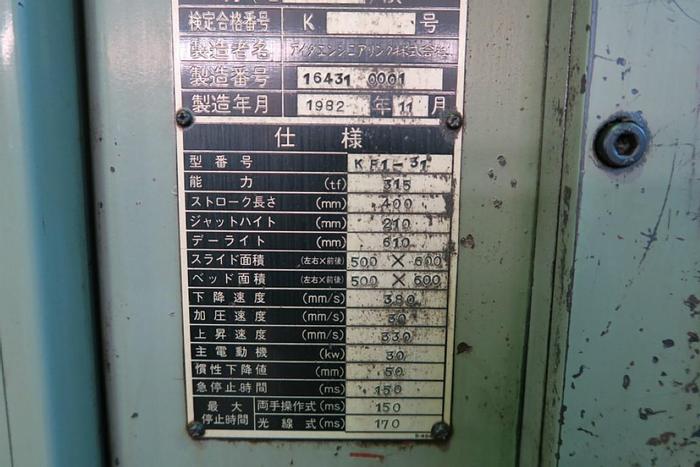 検定合格番号 K 号
製造者名 アイダエンジニアリング株式会社
製造番号 16431 0001
製造年月 1982 年 11 月
仕様
型番号 KF1-31
能力 (tf) 315
ストローク長さ (mm) 400
ジャットハイト (mm) 210
デーライト (mm) 610
スライド面積 (左右×前後) 500 × 600
ベッド面積 (左右×前後) 500 × 600
下降速度 (mm/s) 380
加圧速度 (mm/s) 30
上昇速度 (mm/s) 330
主電動機 (kw) 30
慣性下降値 (mm) 50
急停止時間 (ms) 150
最大停止時間 両手操作式 (ms) 150
光線式 (ms) 170